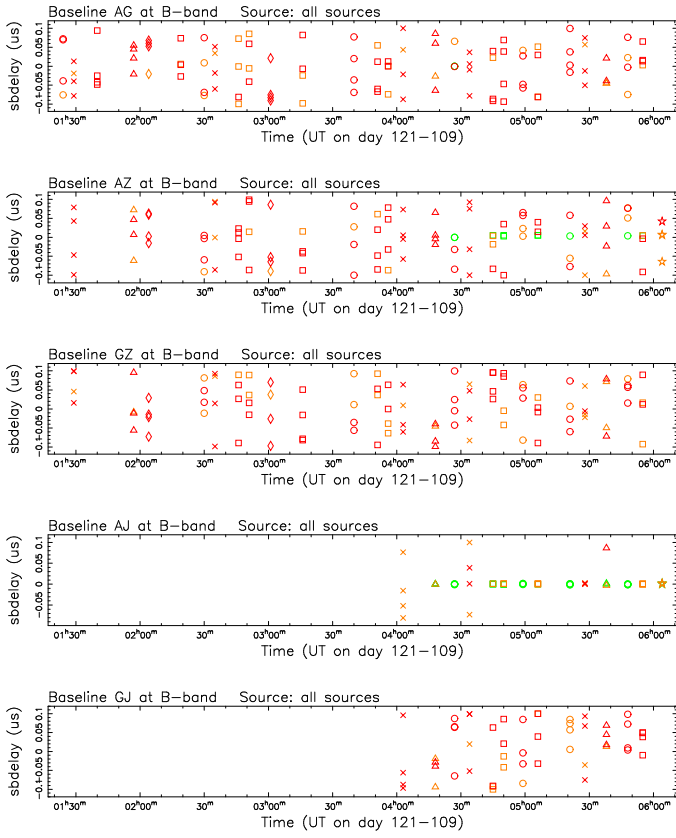 Baseline AG at B-band Source: all sources
sbdelay (us)
-0.1 -0.05 0 0.05 0.1
01h30m 02h00m 30m 03h00m 30m 04h00m 30m 05h00m 30m 06h00m
Time (UT on day 121-109)
Baseline AZ at B-band Source: all sources
sbdelay (us)
-0.1 -0.05 0 0.05 0.1
01h30m 02h00m 30m 03h00m 30m 04h00m 30m 05h00m 30m 06h00m
Time (UT on day 121-109)
Baseline GZ at B-band Source: all sources
sbdelay (us)
-0.1 -0.05 0 0.05 0.1
01h30m 02h00m 30m 03h00m 30m 04h00m 30m 05h00m 30m 06h00m
Time (UT on day 121-109)
Baseline AJ at B-band Source: all sources
sbdelay (us)
-0.05 0 0.05 0.1
01h30m 02h00m 30m 03h00m 30m 04h00m 30m 05h00m 30m 06h00m
Time (UT on day 121-109)
Baseline GJ at B-band Source: all sources
sbdelay (us)
-0.1 -0.05 0 0.05 0.1
01h30m 02h00m 30m 03h00m 30m 04h00m 30m 05h00m 30m 06h00m
Time (UT on day 121-109)